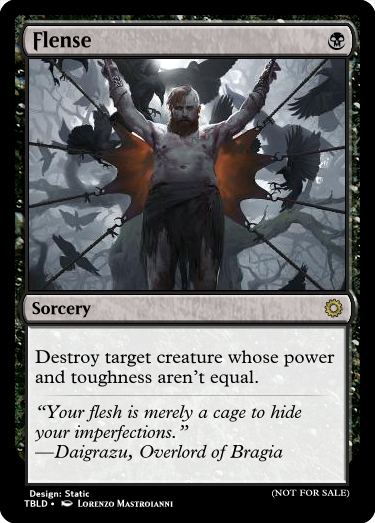 Flense
Sorcery
Destroy target creature whose power
and toughness aren't equal.
“Your flesh is merely a cage to hide
your imperfections.”
—Daigrazu, Overlord of Bragia
Design: Static
(NOT FOR SALE)
TBLD • Lorenzo Mastroianni